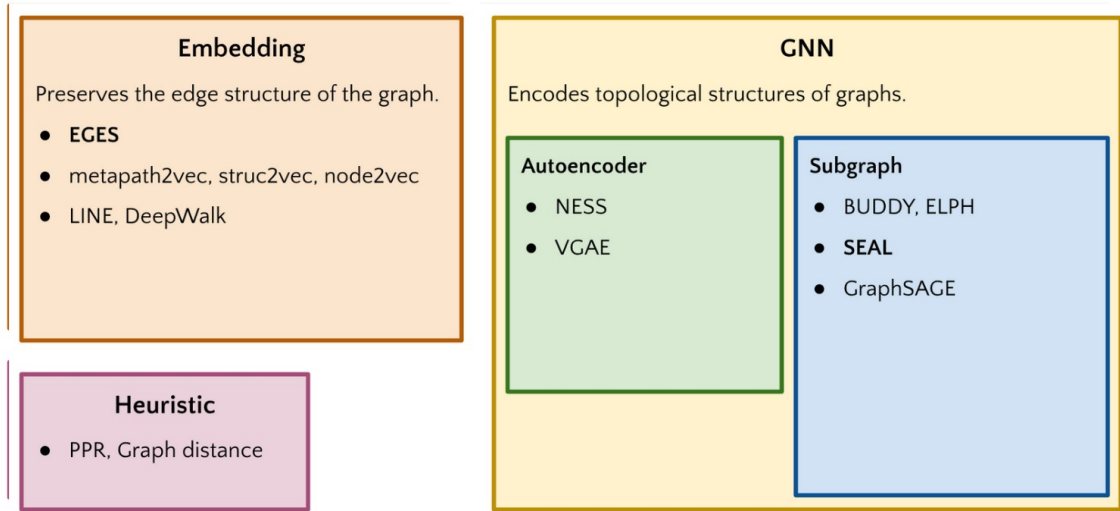 Embedding
Preserves the edge structure of the graph.
● EGES
● metapath2vec, struc2vec, node2vec
● LINE, DeepWalk
Heuristic
● PPR, Graph distance
GNN
Encodes topological structures of graphs.
Autoencoder
● NESS
● VGAE
Subgraph
● BUDDY, ELPH
● SEAL
● GraphSAGE